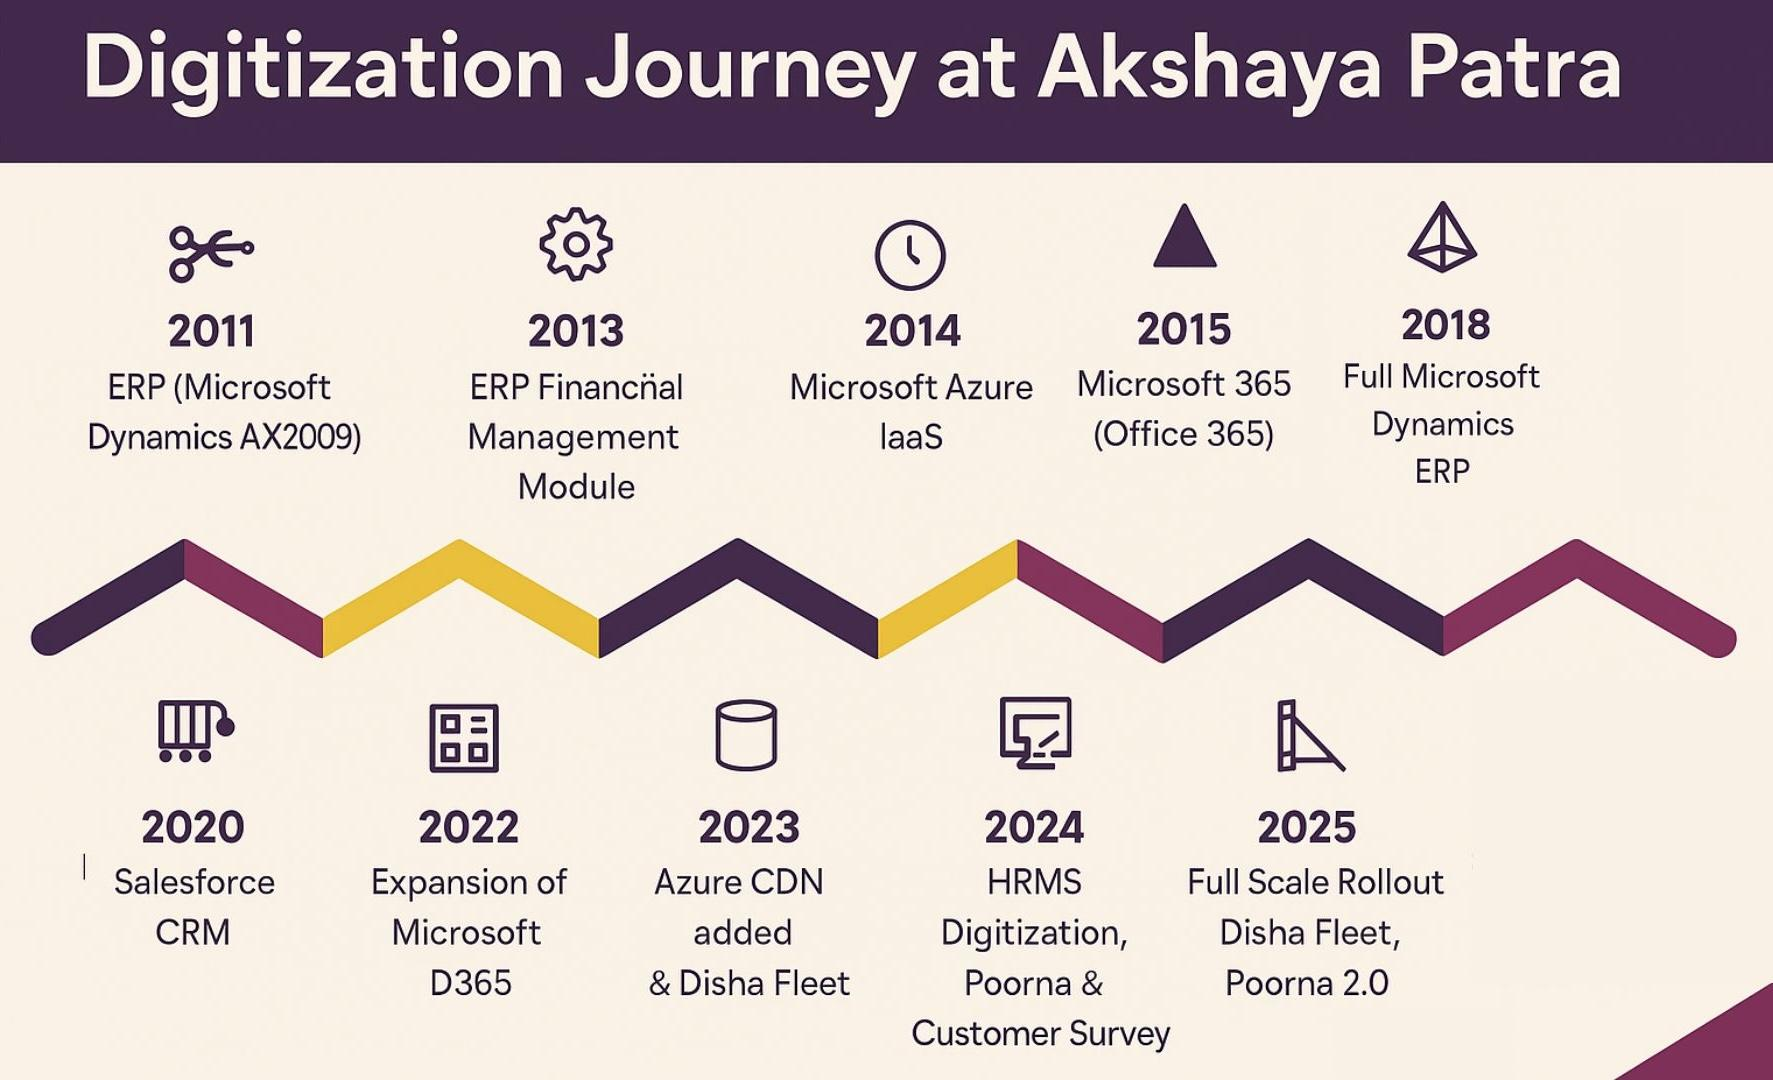 Digitization Journey at Akshaya Patra
2011
ERP (Microsoft
Dynamics AX2009)
2013
ERP Financñal
Management
Module
2014
Microsoft Azure
IaaS
2015
Microsoft 365
(Office 365)
2018
Full Microsoft
Dynamics
ERP
2020
Salesforce
CRM
2022
Expansion of
Microsoft
D365
2023
Azure CDN
added
& Disha Fleet
2024
HRMS
Digitization,
Poorna &
Customer Survey
2025
Full Scale Rollout
Disha Fleet,
Poorna 2.0